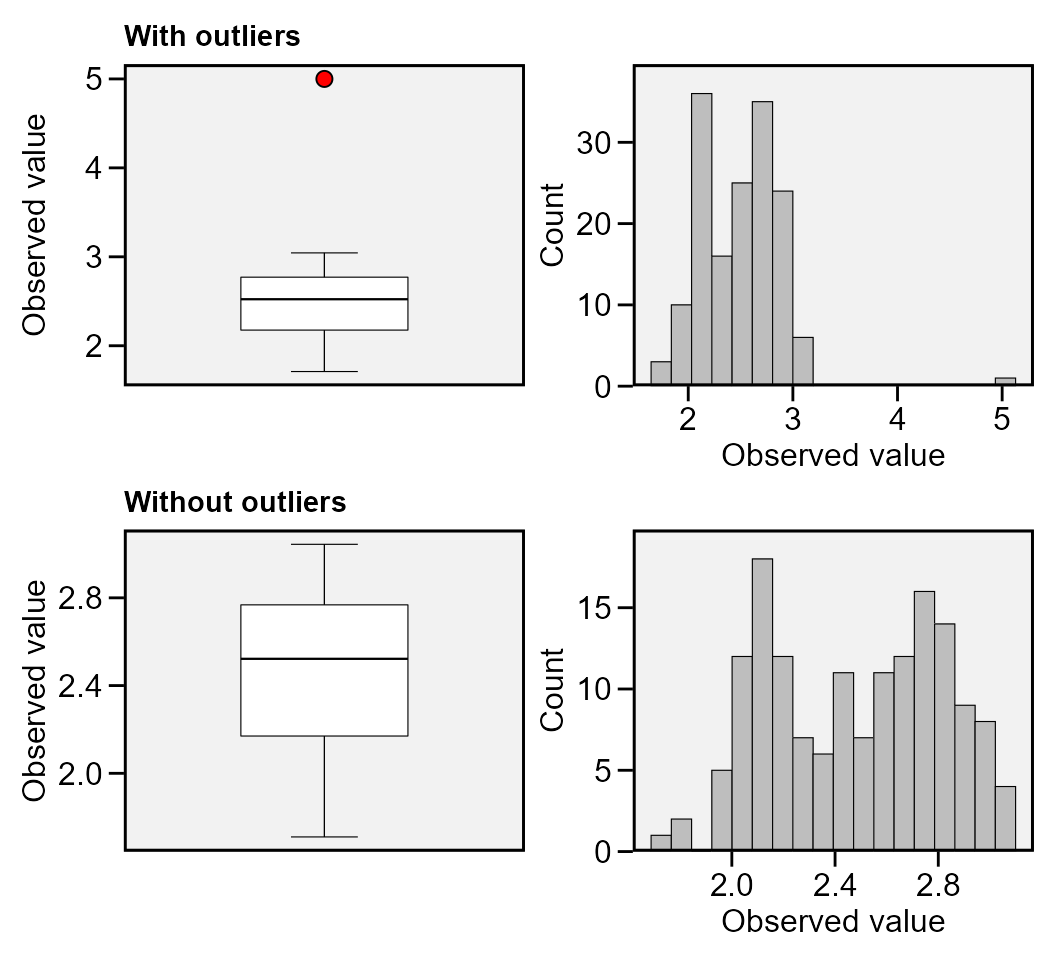 With outliers
Observed value
5
4
3
2
Count
30
20
10
0
2 3 4 5
Observed value
Without outliers
Observed value
2.8
2.4
2.0
Count
15
10
5
0
2.0 2.4 2.8
Observed value